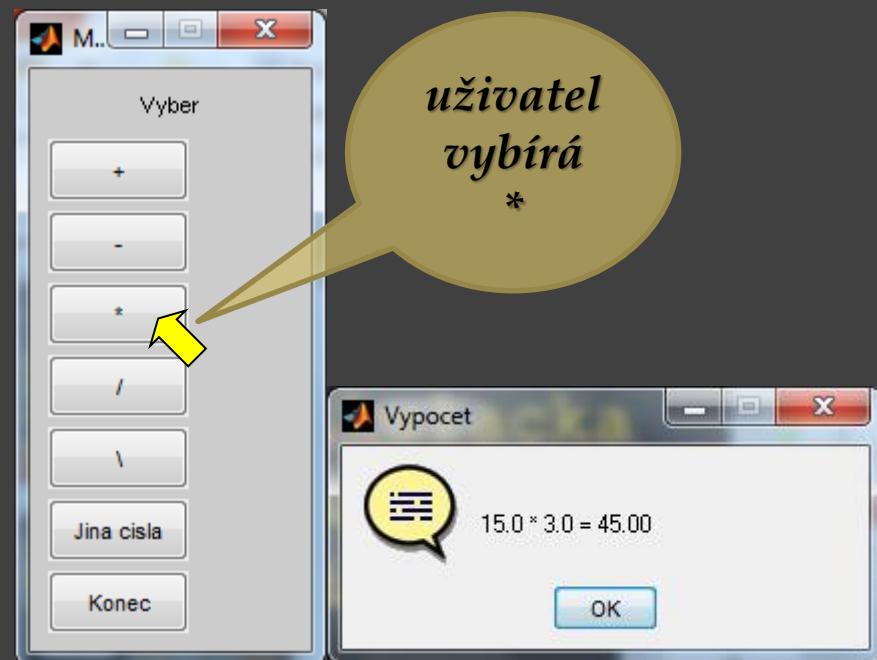 M..
Vyber
+
-
*
/
\
Jina cisla
Konec
uživatel
vybírá
*
Vypocet
15.0 * 3.0 = 45.00
OK